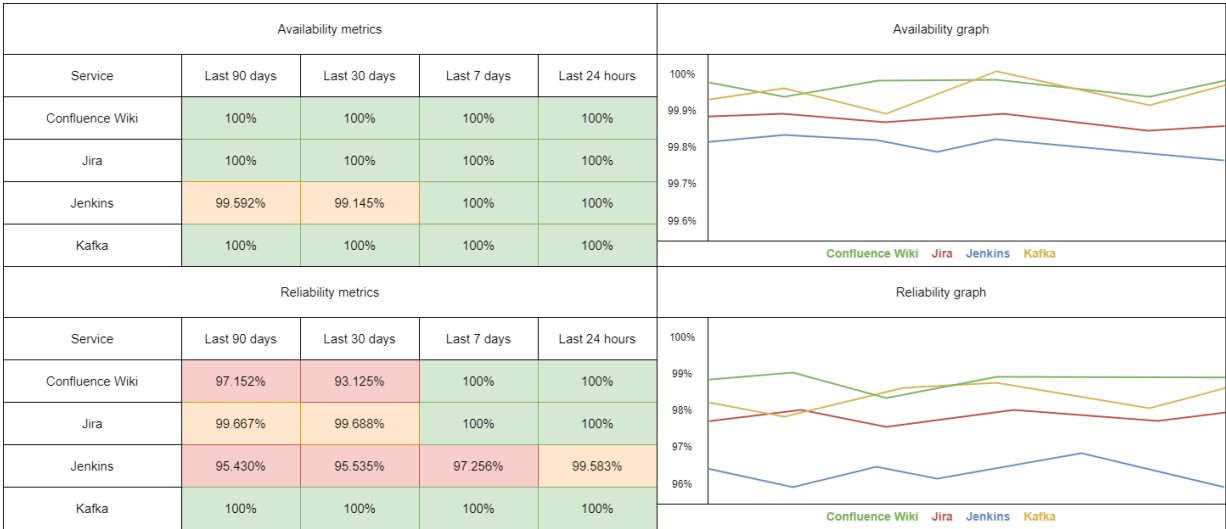 Availability metrics
Availability graph
Service Last 90 days Last 30 days Last 7 days Last 24 hours
Confluence Wiki 100% 100% 100% 100%
Jira 100% 100% 100% 100%
Jenkins 99.592% 99.145% 100% 100%
Kafka 100% 100% 100% 100%
100%
99.9%
99.8%
99.7%
99.6%
Confluence Wiki Jira Jenkins Kafka
Reliability metrics
Reliability graph
Service Last 90 days Last 30 days Last 7 days Last 24 hours
Confluence Wiki 97.152% 93.125% 100% 100%
Jira 99.667% 99.688% 100% 100%
Jenkins 95.430% 95.535% 97.256% 99.583%
Kafka 100% 100% 100% 100%
100%
99%
98%
97%
96%
Confluence Wiki Jira Jenkins Kafka